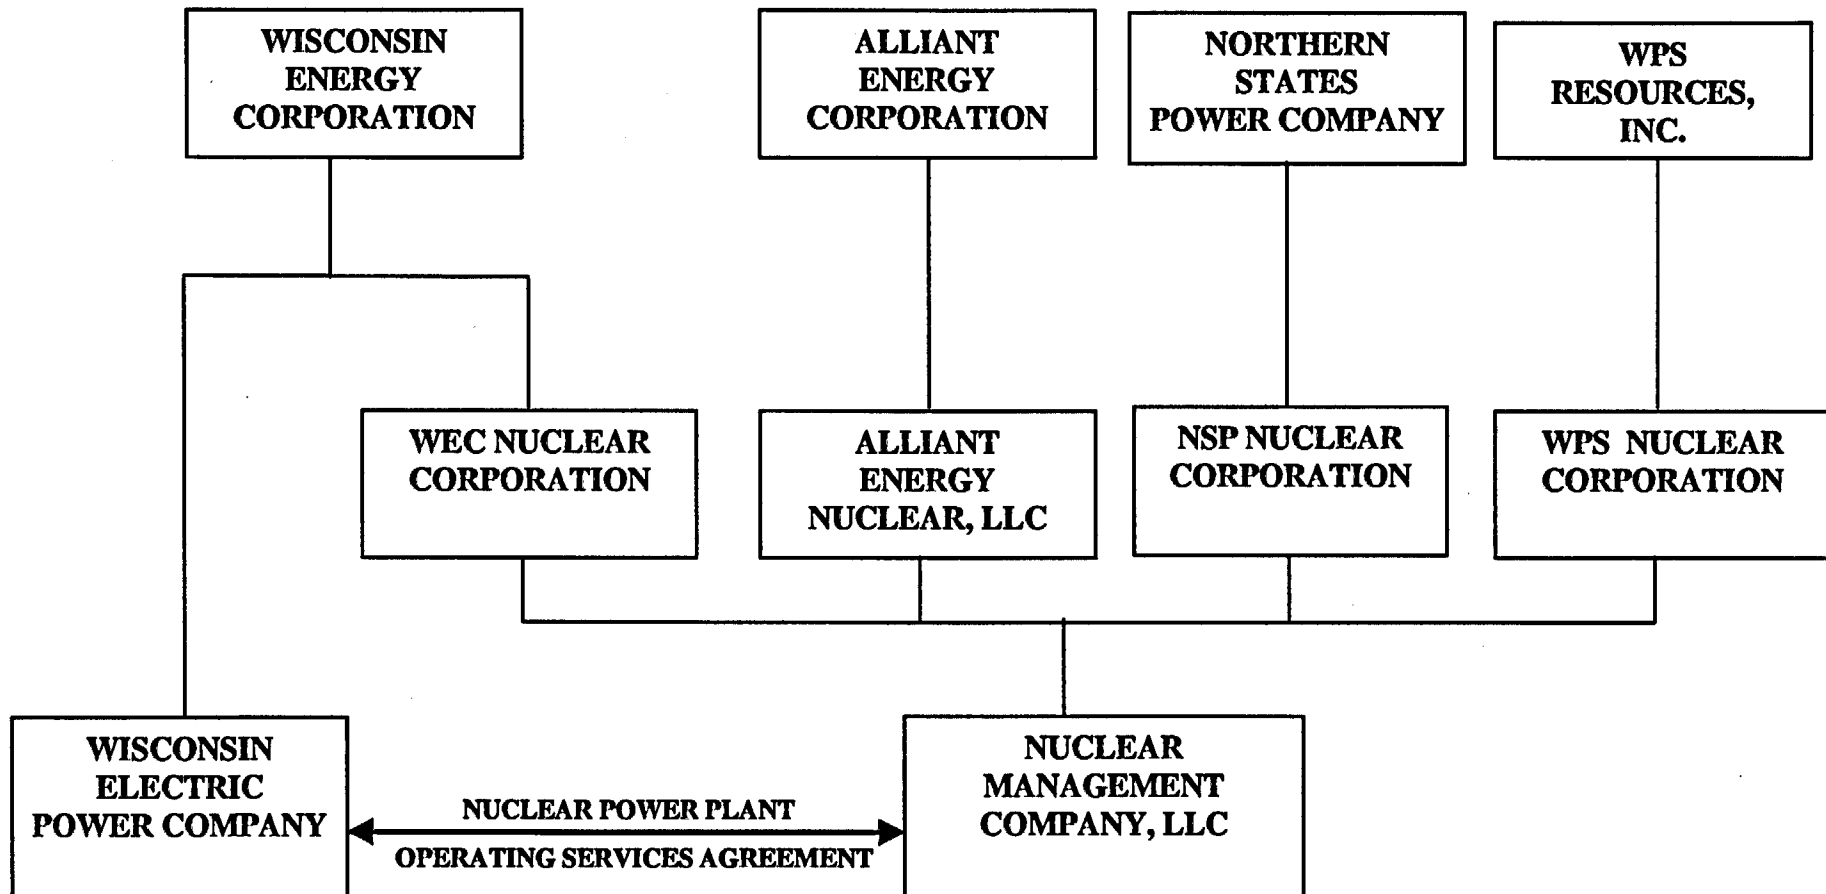 WISCONSIN
ENERGY
CORPORATION
ALLIANT
ENERGY
CORPORATION
NORTHERN
STATES
POWER COMPANY
WPS
RESOURCES,
INC.
WEC NUCLEAR
CORPORATION
ALLIANT
ENERGY
NUCLEAR, LLC
NSP NUCLEAR
CORPORATION
WPS NUCLEAR
CORPORATION
WISCONSIN
ELECTRIC
POWER COMPANY
NUCLEAR POWER PLANT
OPERATING SERVICES AGREEMENT
NUCLEAR
MANAGEMENT
COMPANY, LLC